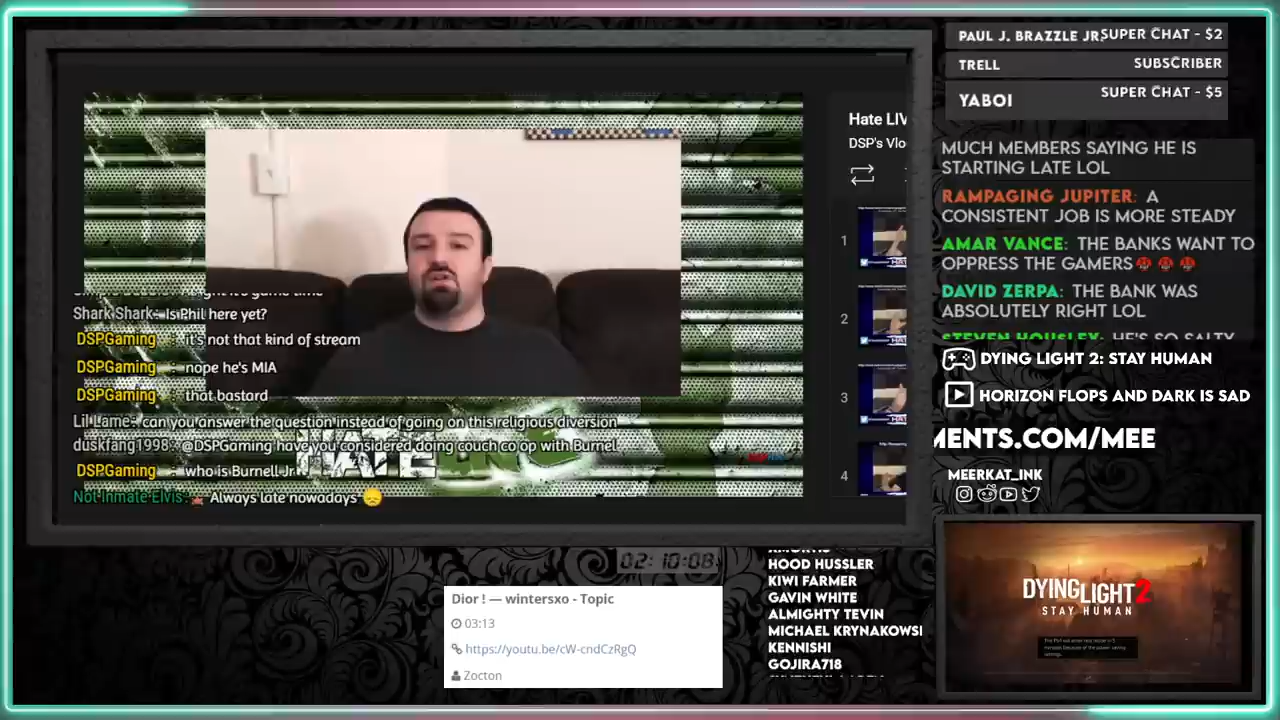 Hate LIV
DSP's Vlo
1
2
3
4
Shark Shark: Is Phil here yet?
DSPGaming : it's not that kind of stream
DSPGaming : nope he's MIA
DSPGaming : that bastard
Lil Lame: can you answer the question instead of going on this religious diversion
duskfang1998: @DSPGaming have you considered doing couch co op with Burnel
DSPGaming : who is Burnell Jr
Not Inmate Elvis: Always late nowadays 😞
HATE
PAUL J. BRAZZLE JR. SUPER CHAT - $2
TRELL SUBSCRIBER
YABOI SUPER CHAT - $5
MUCH MEMBERS SAYING HE IS
STARTING LATE LOL
RAMPAGING JUPITER: A
CONSISTENT JOB IS MORE STEADY
AMAR VANCE: THE BANKS WANT TO
OPPRESS THE GAMERS
DAVID ZERPA: THE BANK WAS
ABSOLUTELY RIGHT LOL
STEVEN HOUSLEY: HE'S SO SALTY
DYING LIGHT 2: STAY HUMAN
HORIZON FLOPS AND DARK IS SAD
MENTS.COM/MEE
MEERKAT_INK
02:10:08
Dior ! — wintersxo - Topic
03:13
https://youtu.be/cW-cndCzRgQ
Zocton
HOOD HUSSLER
KIWI FARMER
GAVIN WHITE
ALMIGHTY TEVIN
MICHAEL KRYNAKOWSI
KENNISHI
GOJIRA718
DYING LIGHT 2
STAY HUMAN